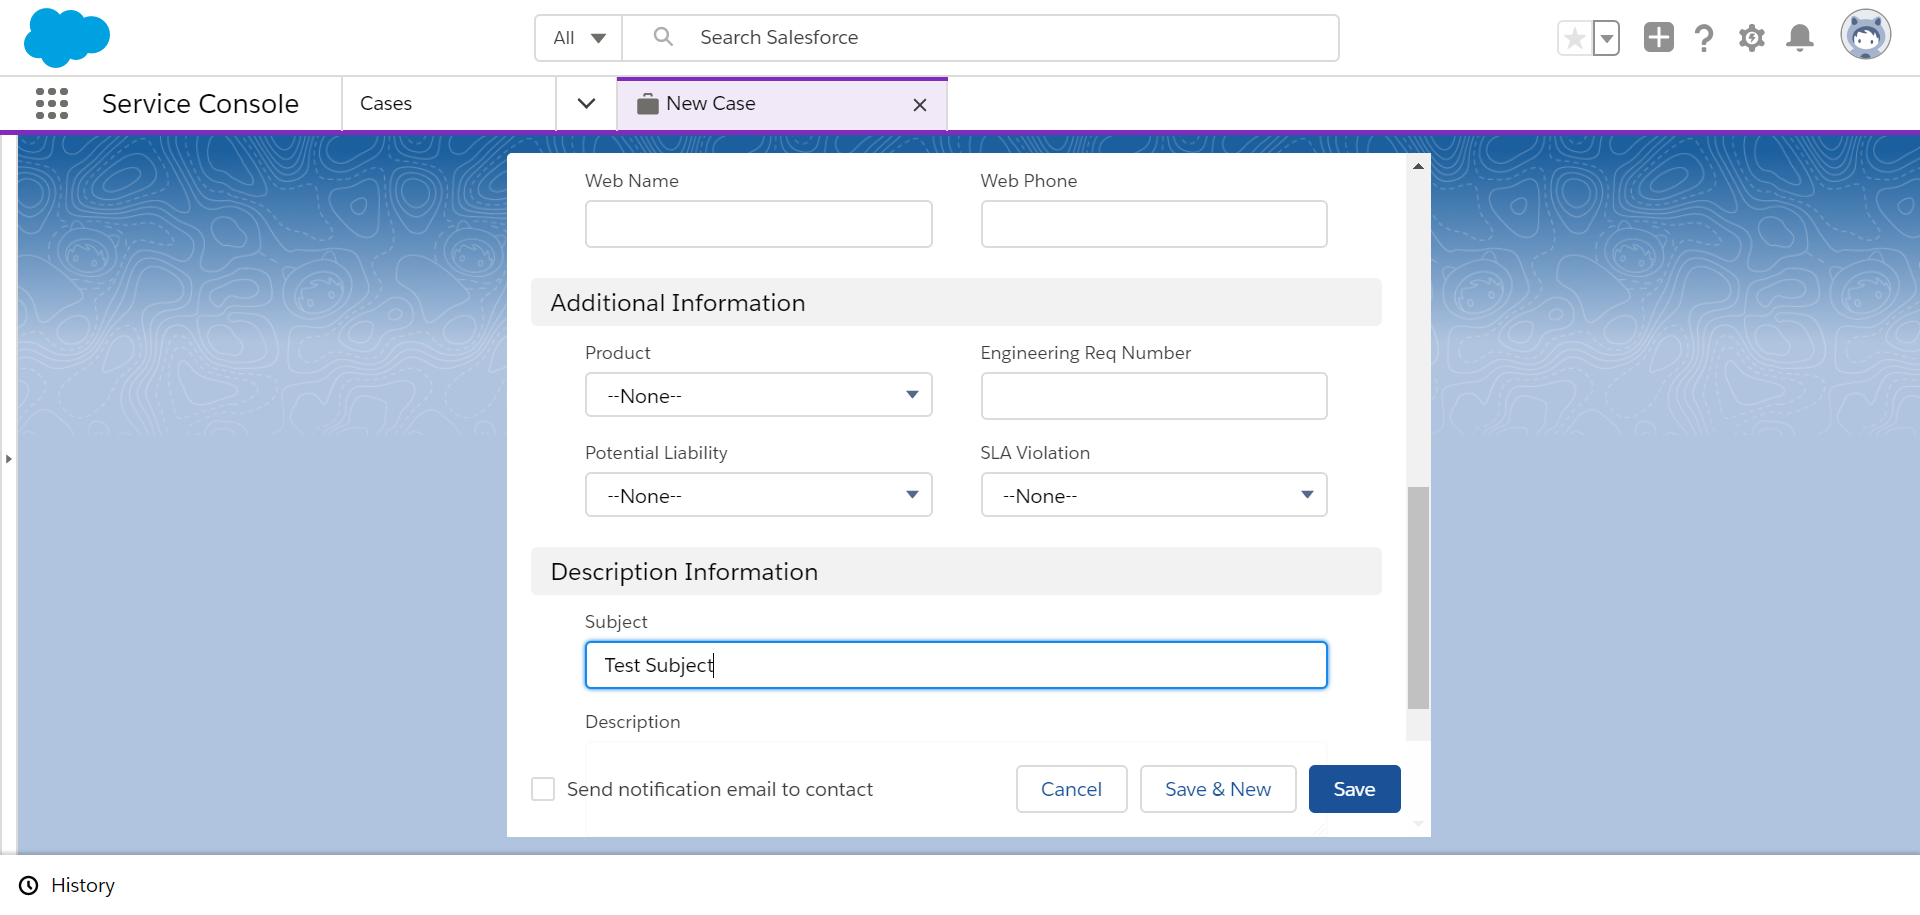 All
Search Salesforce
Service Console
Cases
New Case
Web Name
Web Phone
Additional Information
Product
Engineering Req Number
--None--
Potential Liability
SLA Violation
--None--
--None--
Description Information
Subject
Test Subject
Description
Send notification email to contact
Cancel
Save & New
Save
History